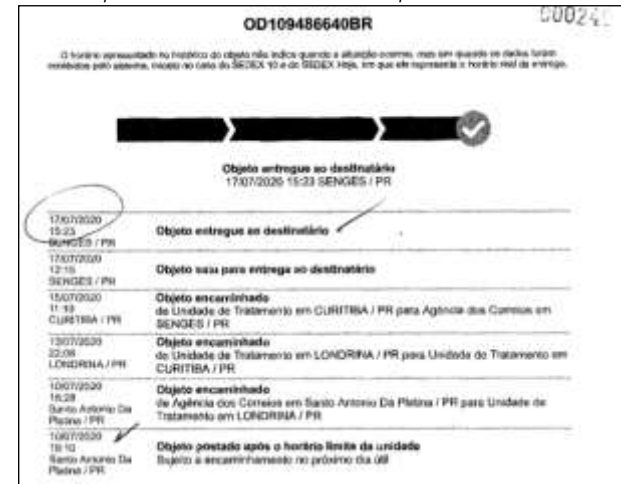 OD109486640BR
O horário apresentado no histórico do objeto não indica quando a situação ocorreu, mas sim quando os dados foram
recebidos pelo sistema, exceto no caso do SEDEX 10 e do SEDEX Hoje, em que ele representa o horário real da entrega.
Objeto entregue ao destinatário
17/07/2020 15:23 SENGES / PR
17/07/2020
15:23
SENGES / PR
Objeto entregue ao destinatário
17/07/2020
12:15
SENGES / PR
Objeto saiu para entrega ao destinatário
15/07/2020
CURITIBA / PR
Objeto encaminhado
de Unidade de Tratamento em CURITIBA / PR para Agência dos Correios em
SENGES / PR
13/07/2020
22:08
LONDRINA / PR
Objeto encaminhado
de Unidade de Tratamento em LONDRINA / PR para Unidade de Tratamento em
CURITIBA / PR
10/07/2020
16:28
Santo Antonio Da
Platina / PR
Objeto encaminhado
de Agência dos Correios em Santo Antonio Da Platina / PR para Unidade de
Tratamento em LONDRINA / PR
10/07/2020
Santo Antonio Da
Platina / PR
Objeto postado após o horário limite da unidade
Sujeito a encaminhamento no próximo dia útil